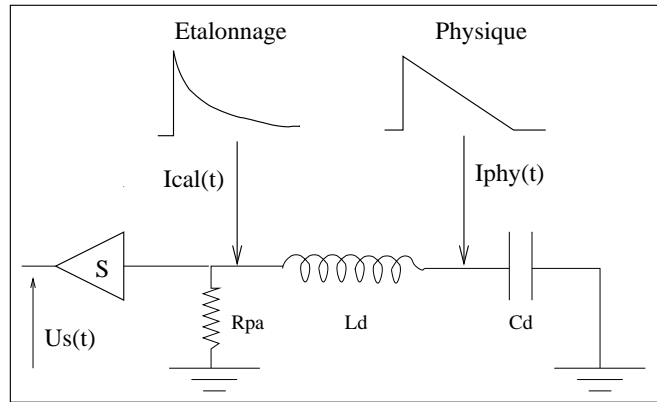 Etalonnage
Physique
Ical(t)
Iphy(t)
S
Rpa
Ld
Cd
Us(t)